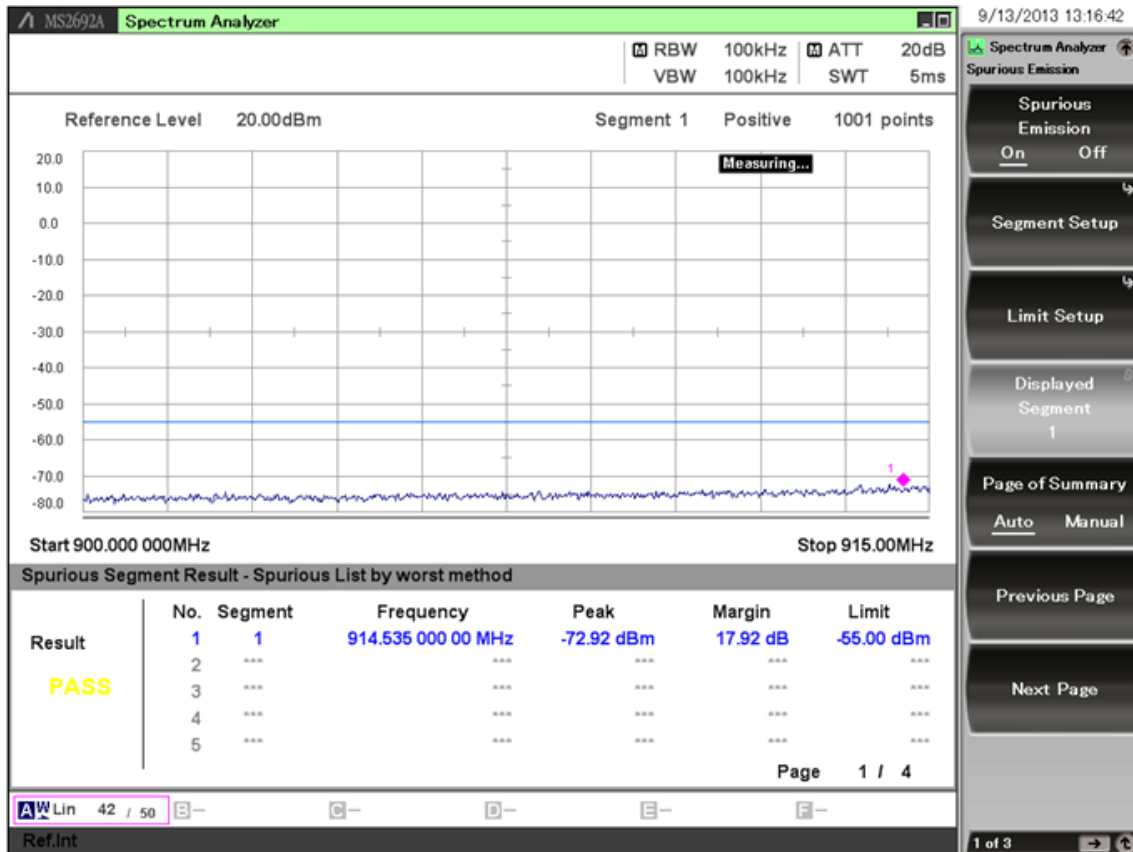 MS2692A Spectrum Analyzer
9/13/2013 13:16:42
RBW 100kHz ATT 20dB
VBW 100kHz SWT 5ms
Reference Level 20.00dBm Segment 1 Positive 1001 points
Measuring...
20.0
10.0
0.0
-10.0
-20.0
-30.0
-40.0
-50.0
-60.0
-70.0
-80.0
1
Start 900.000 000MHz Stop 915.00MHz
Spurious Segment Result - Spurious List by worst method
No. Segment Frequency Peak Margin Limit
Result
PASS
1 1 914.535 000 00 MHz -72.92 dBm 17.92 dB -55.00 dBm
2 *** *** *** *** ***
3 *** *** *** *** ***
4 *** *** *** *** ***
5 *** *** *** *** ***
Page 1 / 4
A W Lin 42 / 50 B- C- D- E- F-
Ref.Int
Spectrum Analyzer
Spurious Emission
Spurious
Emission
On Off
Segment Setup
Limit Setup
Displayed
Segment
1
Page of Summary
Auto Manual
Previous Page
Next Page
1 of 3